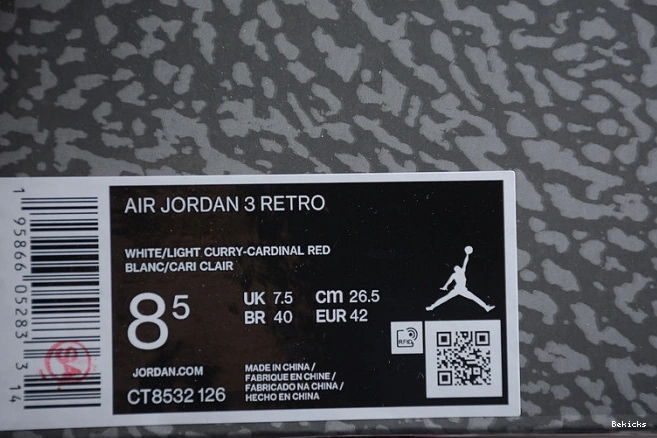 AIR JORDAN 3 RETRO
WHITE/LIGHT CURRY-CARDINAL RED
BLANC/CARI CLAIR
8⁵
UK 7.5 cm 26.5
BR 40 EUR 42
RFID
JORDAN.COM
CT8532 126
MADE IN CHINA /
FABRIQUE EN CHINE /
FABRICADO NA CHINA /
HECHO EN CHINA
1 95866 05283 3 14
Bekicks